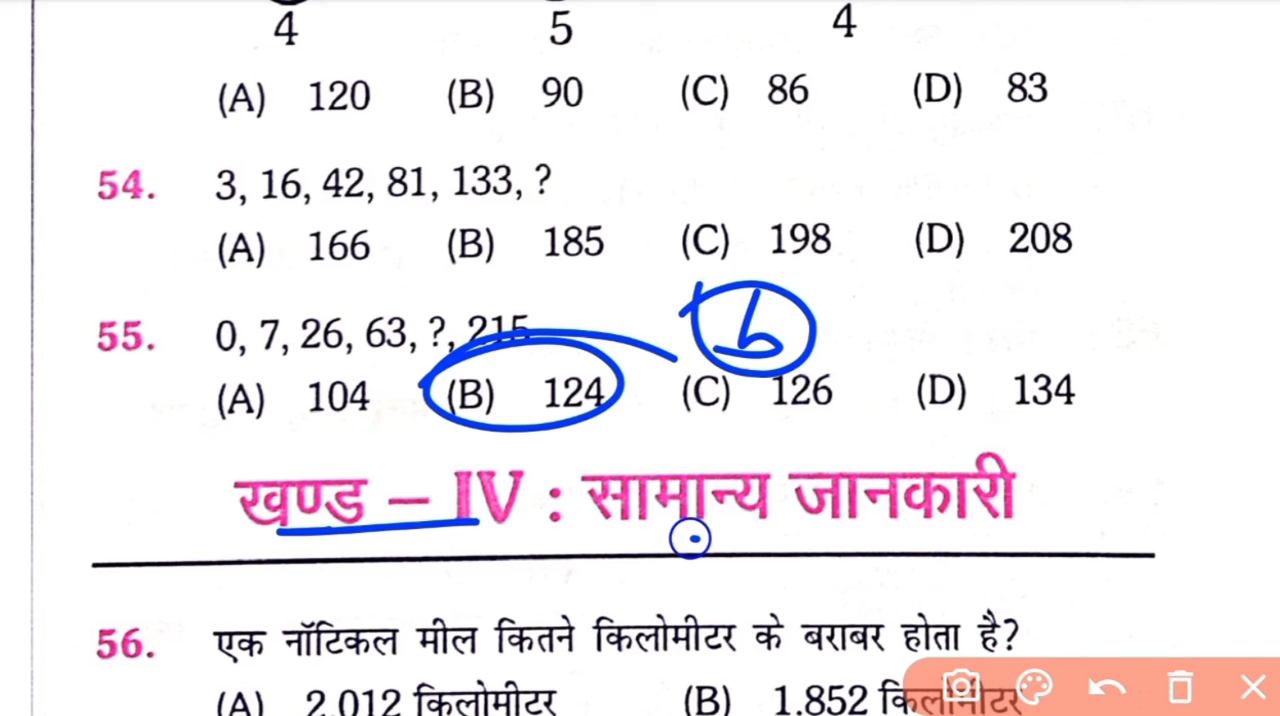 4 5 4
(A) 120 (B) 90 (C) 86 (D) 83
54. 3, 16, 42, 81, 133, ?
(A) 166 (B) 185 (C) 198 (D) 208
b
55. 0, 7, 26, 63, ?, 215
(A) 104 (B) 124 (C) 126 (D) 134
खण्ड – IV : सामान्य जानकारी
56. एक नॉटिकल मील कितने किलोमीटर के बराबर होता है?
(A) 2.012 किलोमीटर (B) 1.852 किलोमीटर